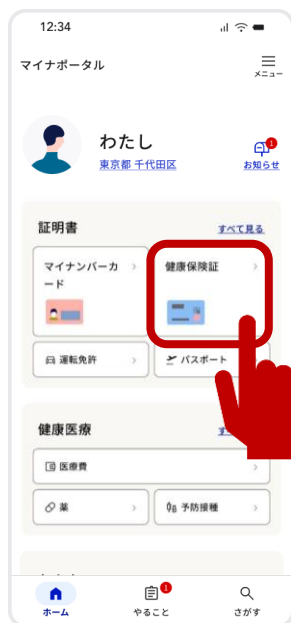 12:34
マイナポータル
メニュー
わたし
東京都 千代田区
1
お知らせ
証明書
すべて見る
マイナンバーカ
ード
健康保険証
運転免許
パスポート
健康医療
医療費
薬
予防接種
1
ホーム
やること
さがす